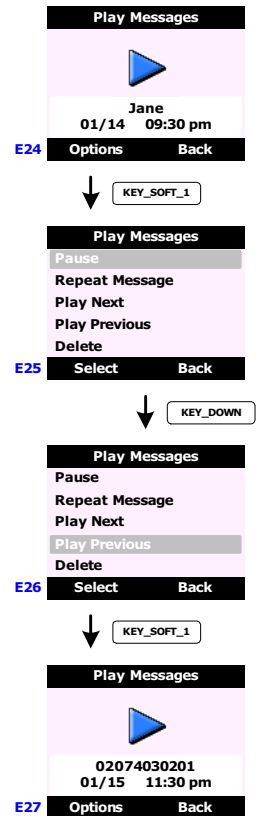 Play Messages
Jane
01/14 09:30 pm
E24 Options Back
KEY_SOFT_1
Play Messages
Pause
Repeat Message
Play Next
Play Previous
Delete
E25 Select Back
KEY_DOWN
Play Messages
Pause
Repeat Message
Play Next
Play Previous
Delete
E26 Select Back
KEY_SOFT_1
Play Messages
02074030201
01/15 11:30 pm
E27 Options Back